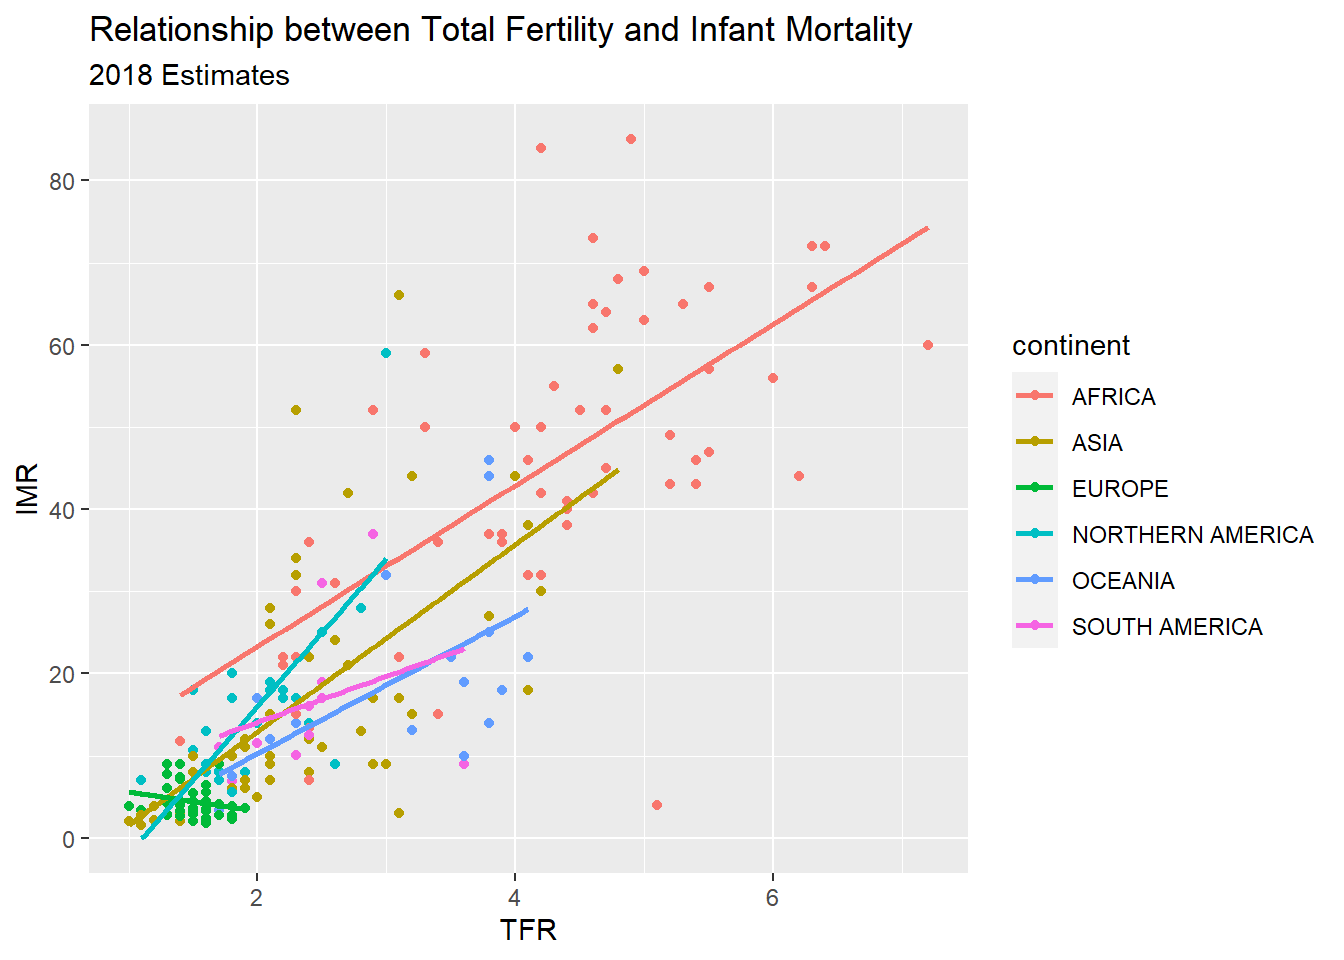 Relationship between Total Fertility and Infant Mortality
2018 Estimates
80
60
40
20
0
IMR
2
4
6
TFR
continent
AFRICA
ASIA
EUROPE
NORTHERN AMERICA
OCEANIA
SOUTH AMERICA